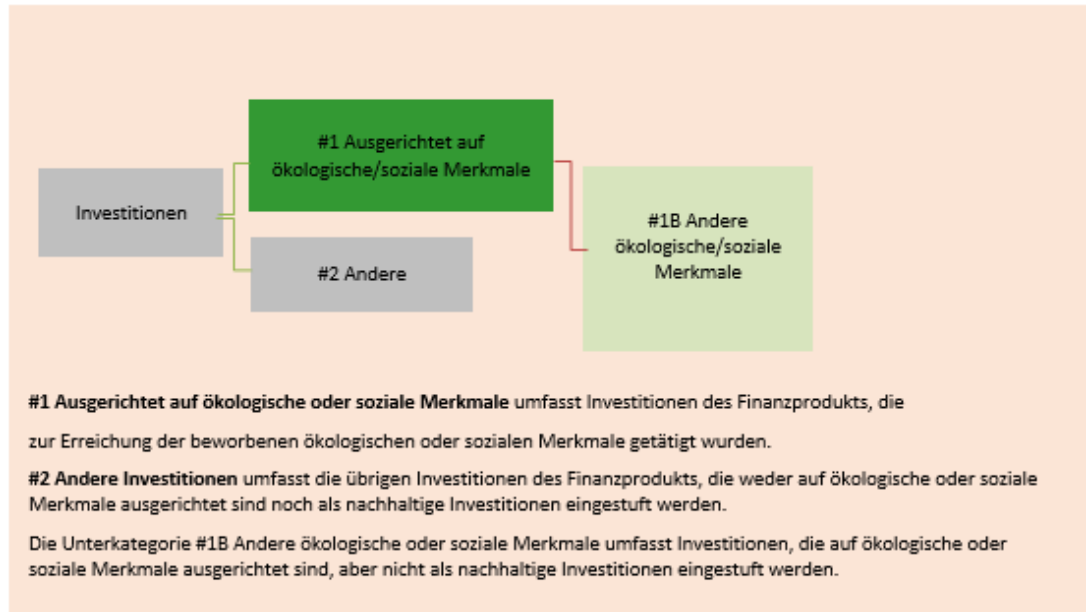 #1 Ausgerichtet auf
ökologische/soziale Merkmale
Investitionen
#2 Andere
#1B Andere
ökologische/soziale
Merkmale
#1 Ausgerichtet auf ökologische oder soziale Merkmale umfasst Investitionen des Finanzprodukts, die
zur Erreichung der beworbenen ökologischen oder sozialen Merkmale getätigt wurden.
#2 Andere Investitionen umfasst die übrigen Investitionen des Finanzprodukts, die weder auf ökologische oder soziale
Merkmale ausgerichtet sind noch als nachhaltige Investitionen eingestuft werden.
Die Unterkategorie #1B Andere ökologische oder soziale Merkmale umfasst Investitionen, die auf ökologische oder
soziale Merkmale ausgerichtet sind, aber nicht als nachhaltige Investitionen eingestuft werden.